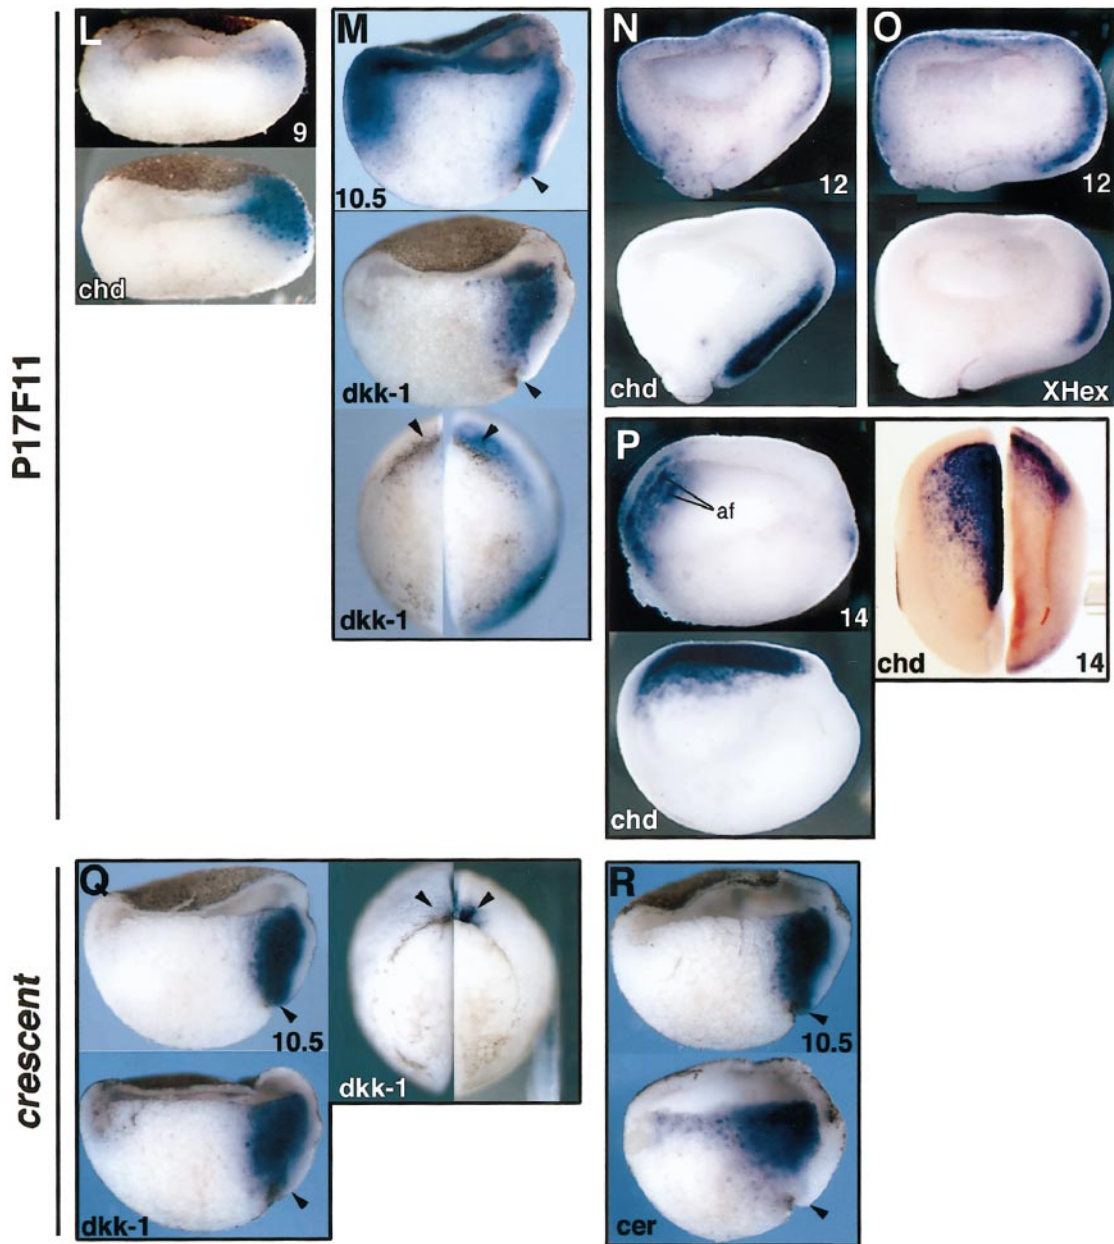 P17F11
L
9
chd
M
10.5
dkk-1
dkk-1
N
12
chd
O
12
XHex
P
af
14
chd
chd
14
crescent
Q
10.5
dkk-1
dkk-1
R
10.5
cer